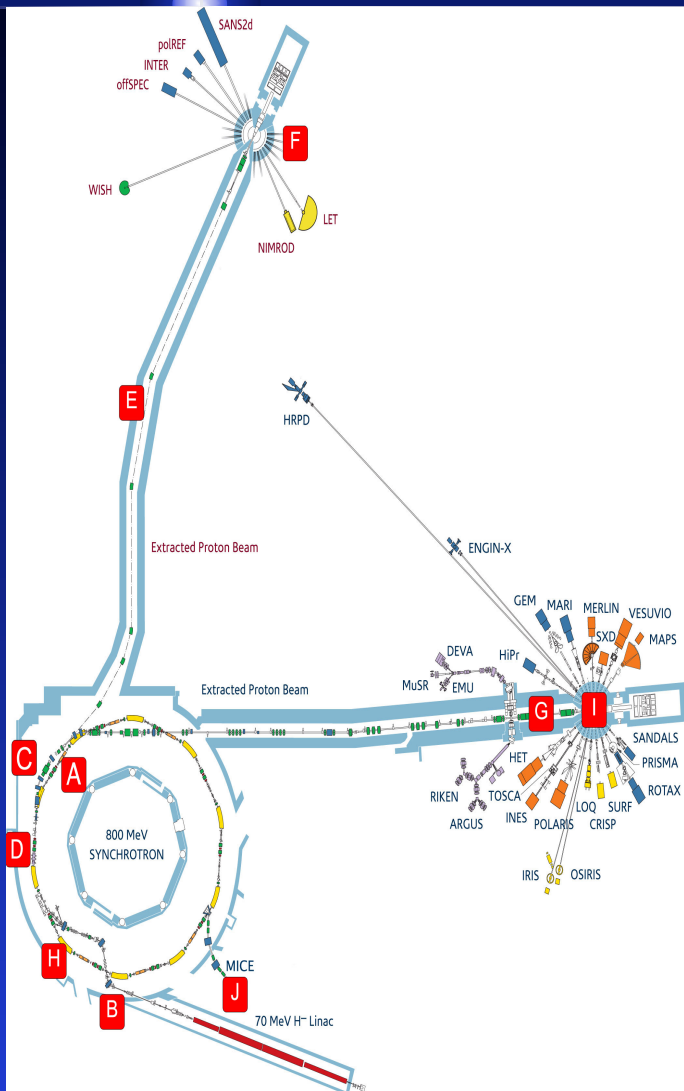 SANS2d
polREF
INTER
offSPEC
F
WISH
LET
NIMROD
E
HRPD
Extracted Proton Beam
ENGIN-X
GEM
MARI
MERLIN
VESUVIO
SXD
MAPS
DEVA
HiPr
MuSR
EMU
Extracted Proton Beam
G
I
SANDALS
C
A
HET
PRISMA
RIKEN
TOSCA
ROTAX
INES
LOQ
SURF
ARGUS
POLARIS
CRISP
D
800 MeV
SYNCHROTRON
IRIS
OSIRIS
H
MICE
J
B
70 MeV H– Linac